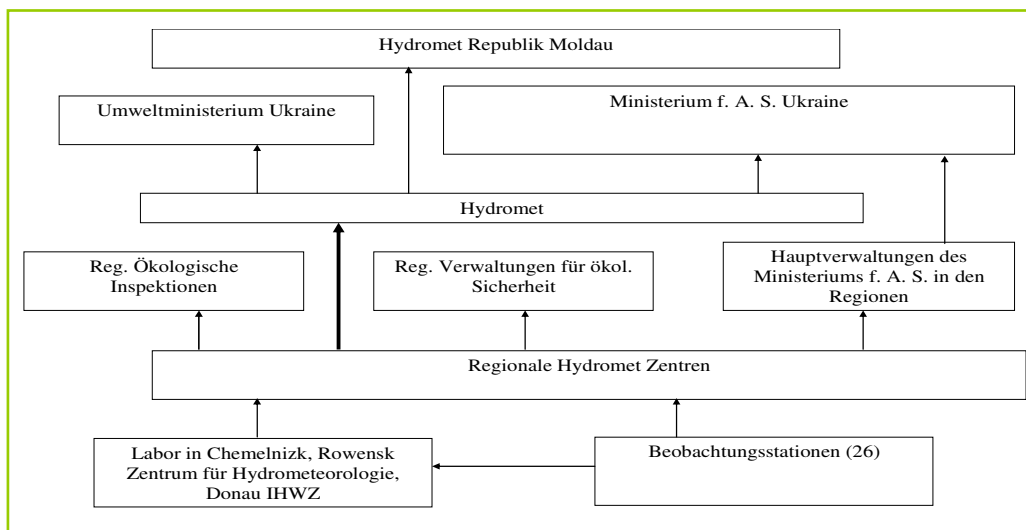 Hydromet Republik Moldau
Umweltministerium Ukraine
Ministerium f. A. S. Ukraine
Hydromet
Reg. Ökologische
Inspektionen
Reg. Verwaltungen für ökol.
Sicherheit
Hauptverwaltungen des
Ministeriums f. A. S. in den
Regionen
Regionale Hydromet Zentren
Labor in Chemelnizk, Rowensk
Zentrum für Hydrometeorologie,
Donau IHWZ
Beobachtungsstationen (26)